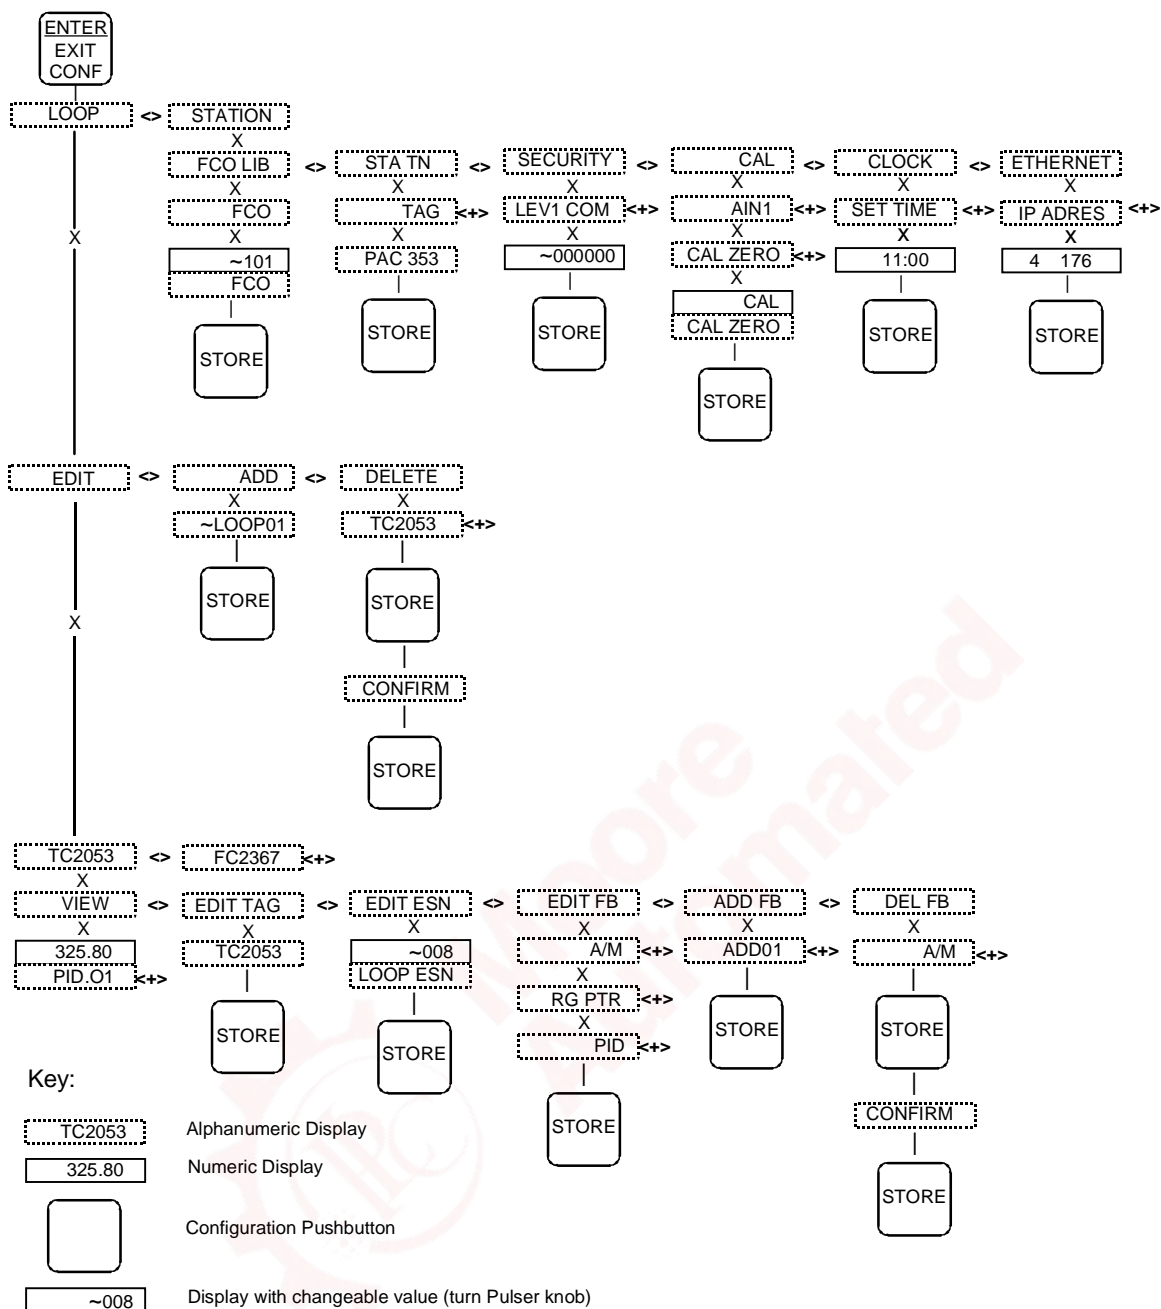 ENTER
EXIT
CONF
LOOP <> STATION
X
FCO LIB <> STATN <> SECURITY <> CAL <> CLOCK <> ETHERNET
X X X X X X
FCO TAG <+> LEV1 COM <+> AIN1 <+> SET TIME <+> IP ADRES <+>
X X X X X X X
~101 PAC 353 ~000000 CAL ZERO <+> 11:00 4 176
FCO X
CAL
STORE STORE STORE CAL ZERO STORE STORE
STORE
EDIT <> ADD <> DELETE
X X
~LOOP01 TC2053 <+>
STORE STORE
X
CONFIRM
STORE
TC2053 <> FC2367 <+>
X
VIEW <> EDIT TAG <> EDIT ESN <> EDIT FB <> ADD FB <> DEL FB
X X X X X X
325.80 TC2053 ~008 A/M <+> ADD01 <+> A/M <+>
PID.O1 <+> LOOP ESN X
RG PTR <+>
X
STORE STORE PID <+> STORE STORE
STORE CONFIRM
STORE
Key:
TC2053 Alphanumeric Display
325.80 Numeric Display
Configuration Pushbutton
~008 Display with changeable value (turn Pulser knob)
Moore
Automated